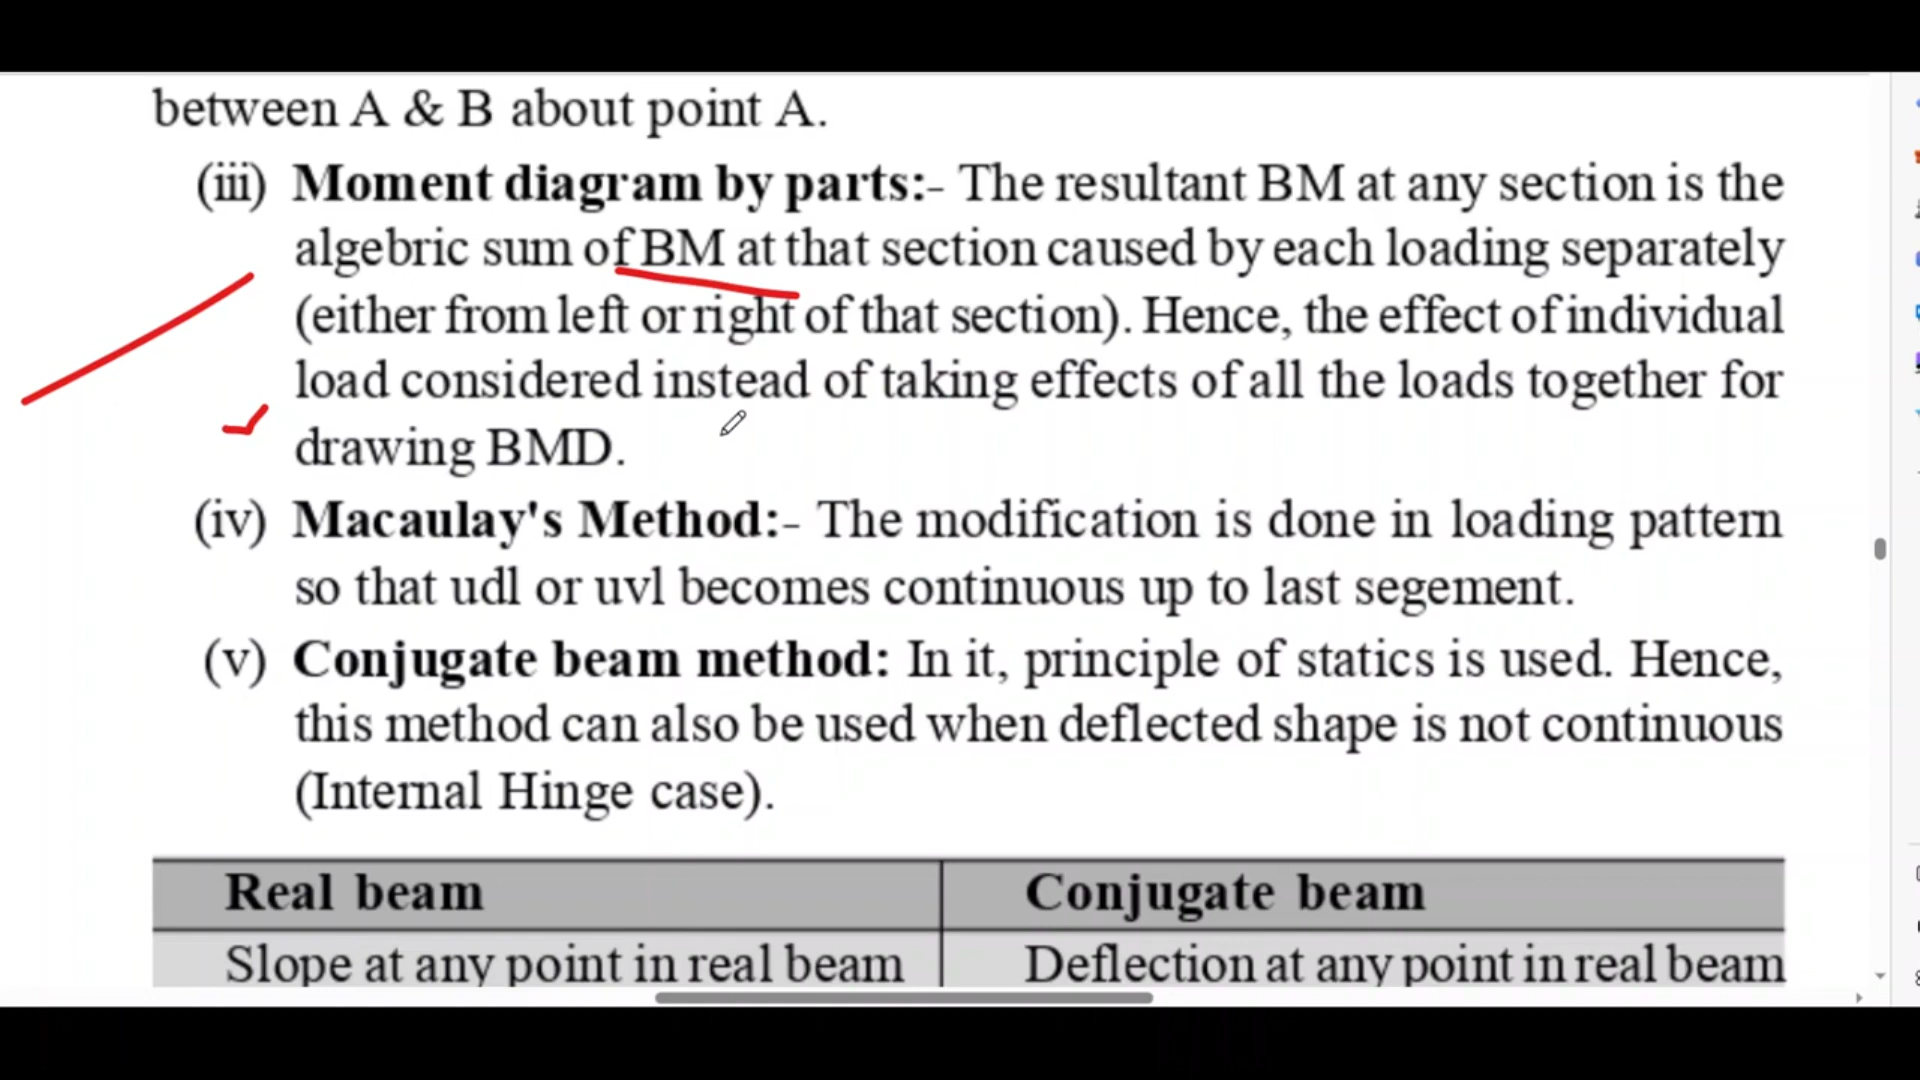 between A & B about point A.
(iii) Moment diagram by parts:- The resultant BM at any section is the
algebric sum of BM at that section caused by each loading separately
(either from left or right of that section). Hence, the effect of individual
load considered instead of taking effects of all the loads together for
drawing BMD.
(iv) Macaulay's Method:- The modification is done in loading pattern
so that udl or uvl becomes continuous up to last segement.
(v) Conjugate beam method: In it, principle of statics is used. Hence,
this method can also be used when deflected shape is not continuous
(Internal Hinge case).
Real beam Conjugate beam
Slope at any point in real beam Deflection at any point in real beam